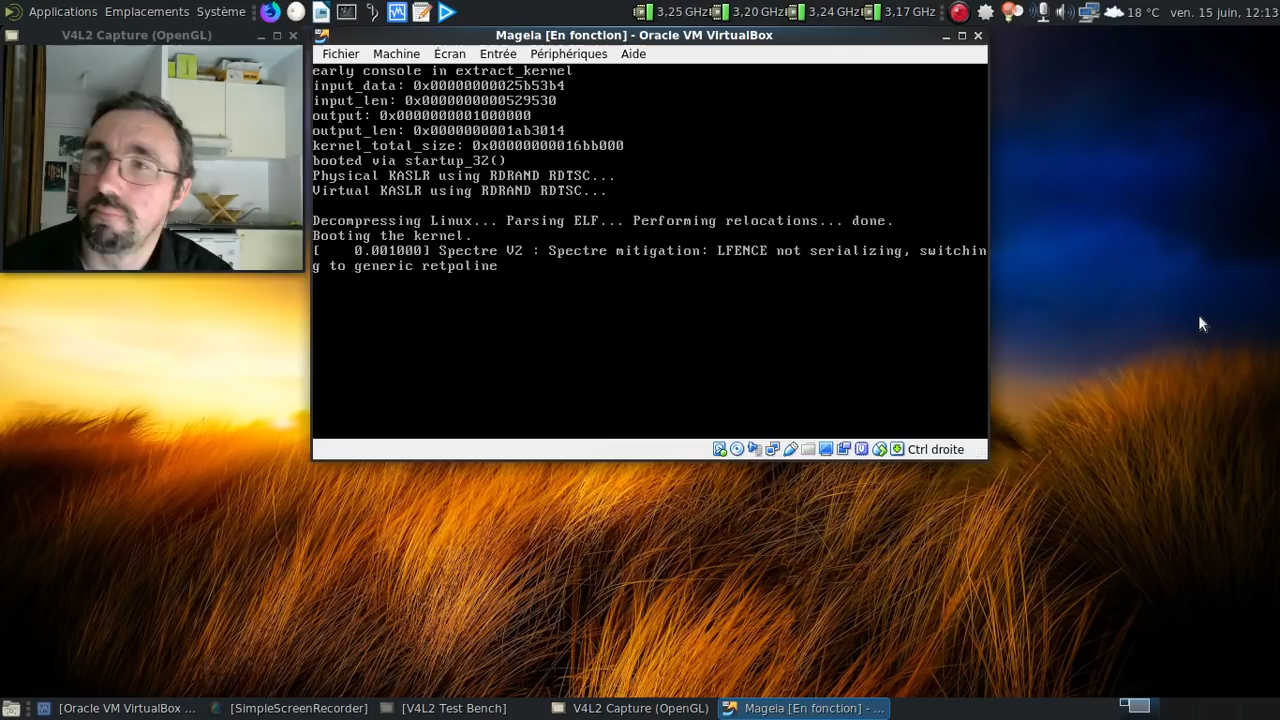 Applications Emplacements Système
3,25 GHz 3,20 GHz 3,24 GHz 3,17 GHz 18 °C ven. 15 juin, 12:13
V4L2 Capture (OpenGL)
Mageia [En fonction] - Oracle VM VirtualBox
Fichier Machine Écran Entrée Périphériques Aide
early console in extract_kernel
input_data: 0x00000000025b53b4
input_len: 0x0000000000529530
output: 0x0000000001000000
output_len: 0x0000000001ab3014
kernel_total_size: 0x00000000016bb000
booted via startup_32()
Physical KASLR using RDRAND RDTSC...
Virtual KASLR using RDRAND RDTSC...
Decompressing Linux... Parsing ELF... Performing relocations... done.
Booting the kernel.
[    0.001000] Spectre V2 : Spectre mitigation: LFENCE not serializing, switchin
g to generic retpoline
Ctrl droite
[Oracle VM VirtualBox ... [SimpleScreenRecorder] [V4L2 Test Bench] V4L2 Capture (OpenGL) Mageia [En fonction] - ...